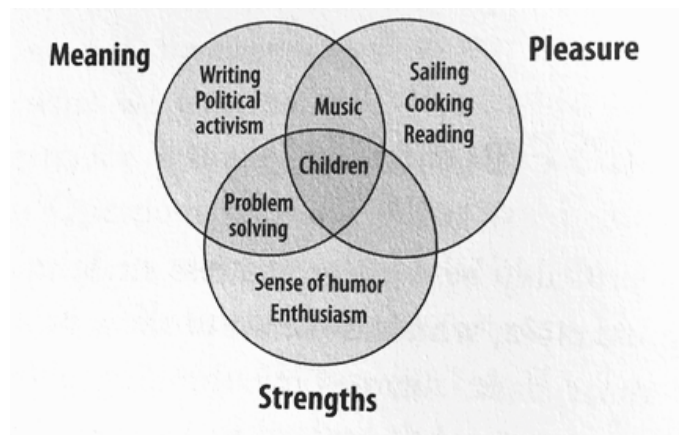 Meaning
Pleasure
Writing
Political
activism
Music
Sailing
Cooking
Reading
Children
Problem
solving
Sense of humor
Enthusiasm
Strengths